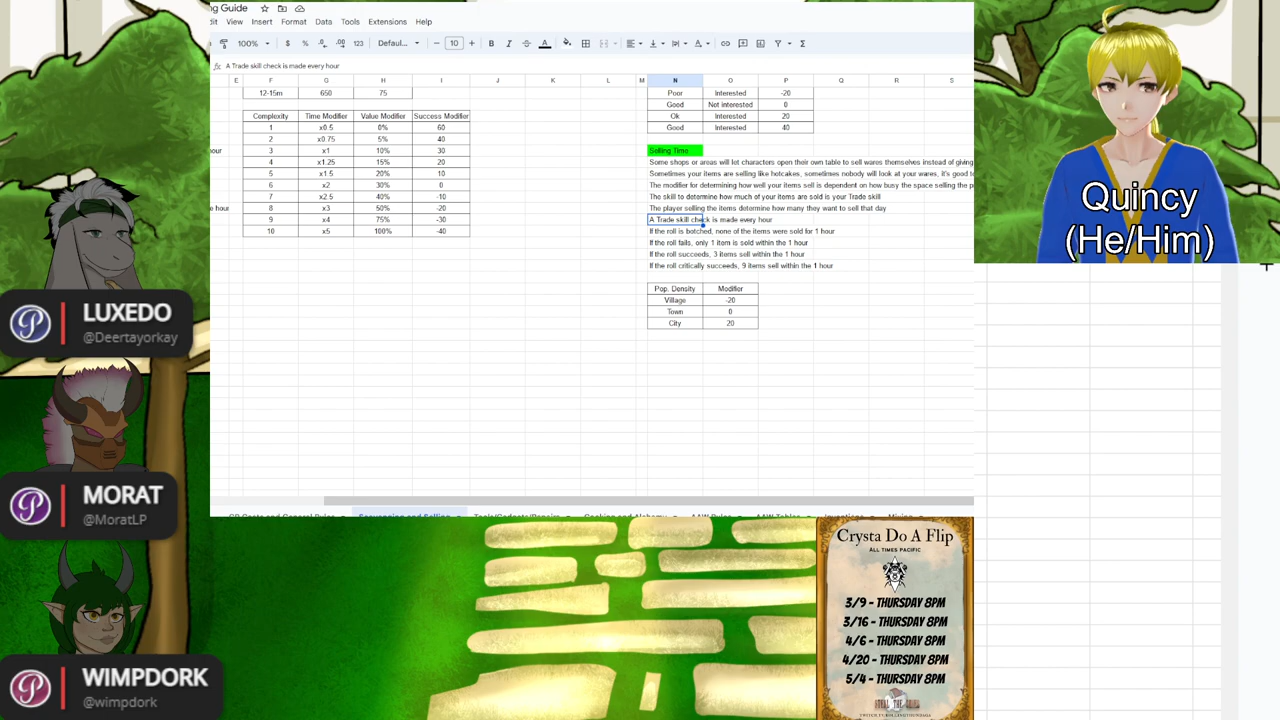 ng Guide
dit View Insert Format Data Tools Extensions Help
100% $ % .0 .00 123 Defaul... 10 B I A
fx A Trade skill check is made every hour
E F G H I J K L M N O P Q R S
12-15m 650 75
Complexity Time Modifier Value Modifier Success Modifier
1 x0.5 0% 60
2 x0.75 5% 40
3 x1 10% 30
4 x1.25 15% 20
5 x1.5 20% 10
6 x2 30% 0
7 x2.5 40% -10
8 x3 50% -20
9 x4 75% -30
10 x5 100% -40
our
e hour
Poor Interested -20
Good Not interested 0
Ok Interested 20
Good Interested 40
Selling Time
Some shops or areas will let characters open their own table to sell wares themselves instead of giving
Sometimes your items are selling like hotcakes, sometimes nobody will look at your wares, it's good to
The modifier for determining how well your items sell is dependent on how busy the space selling the p
The skill to determine how much of your items are sold is your Trade skill
The player selling the items determine how many they want to sell that day
A Trade skill check is made every hour
If the roll is botched, none of the items were sold for 1 hour
If the roll fails, only 1 item is sold within the 1 hour
If the roll succeeds, 3 items sell within the 1 hour
If the roll critically succeeds, 9 items sell within the 1 hour
Pop. Density Modifier
Village -20
Town 0
City 20
Quincy
(He/Him)
LUXEDO
@Deertayorkay
MORAT
@MoratLP
WIMPDORK
@wimpdork
Crysta Do A Flip
ALL TIMES PACIFIC
3/9 - THURSDAY 8PM
3/16 - THURSDAY 8PM
4/6 - THURSDAY 8PM
4/20 - THURSDAY 8PM
5/4 - THURSDAY 8PM